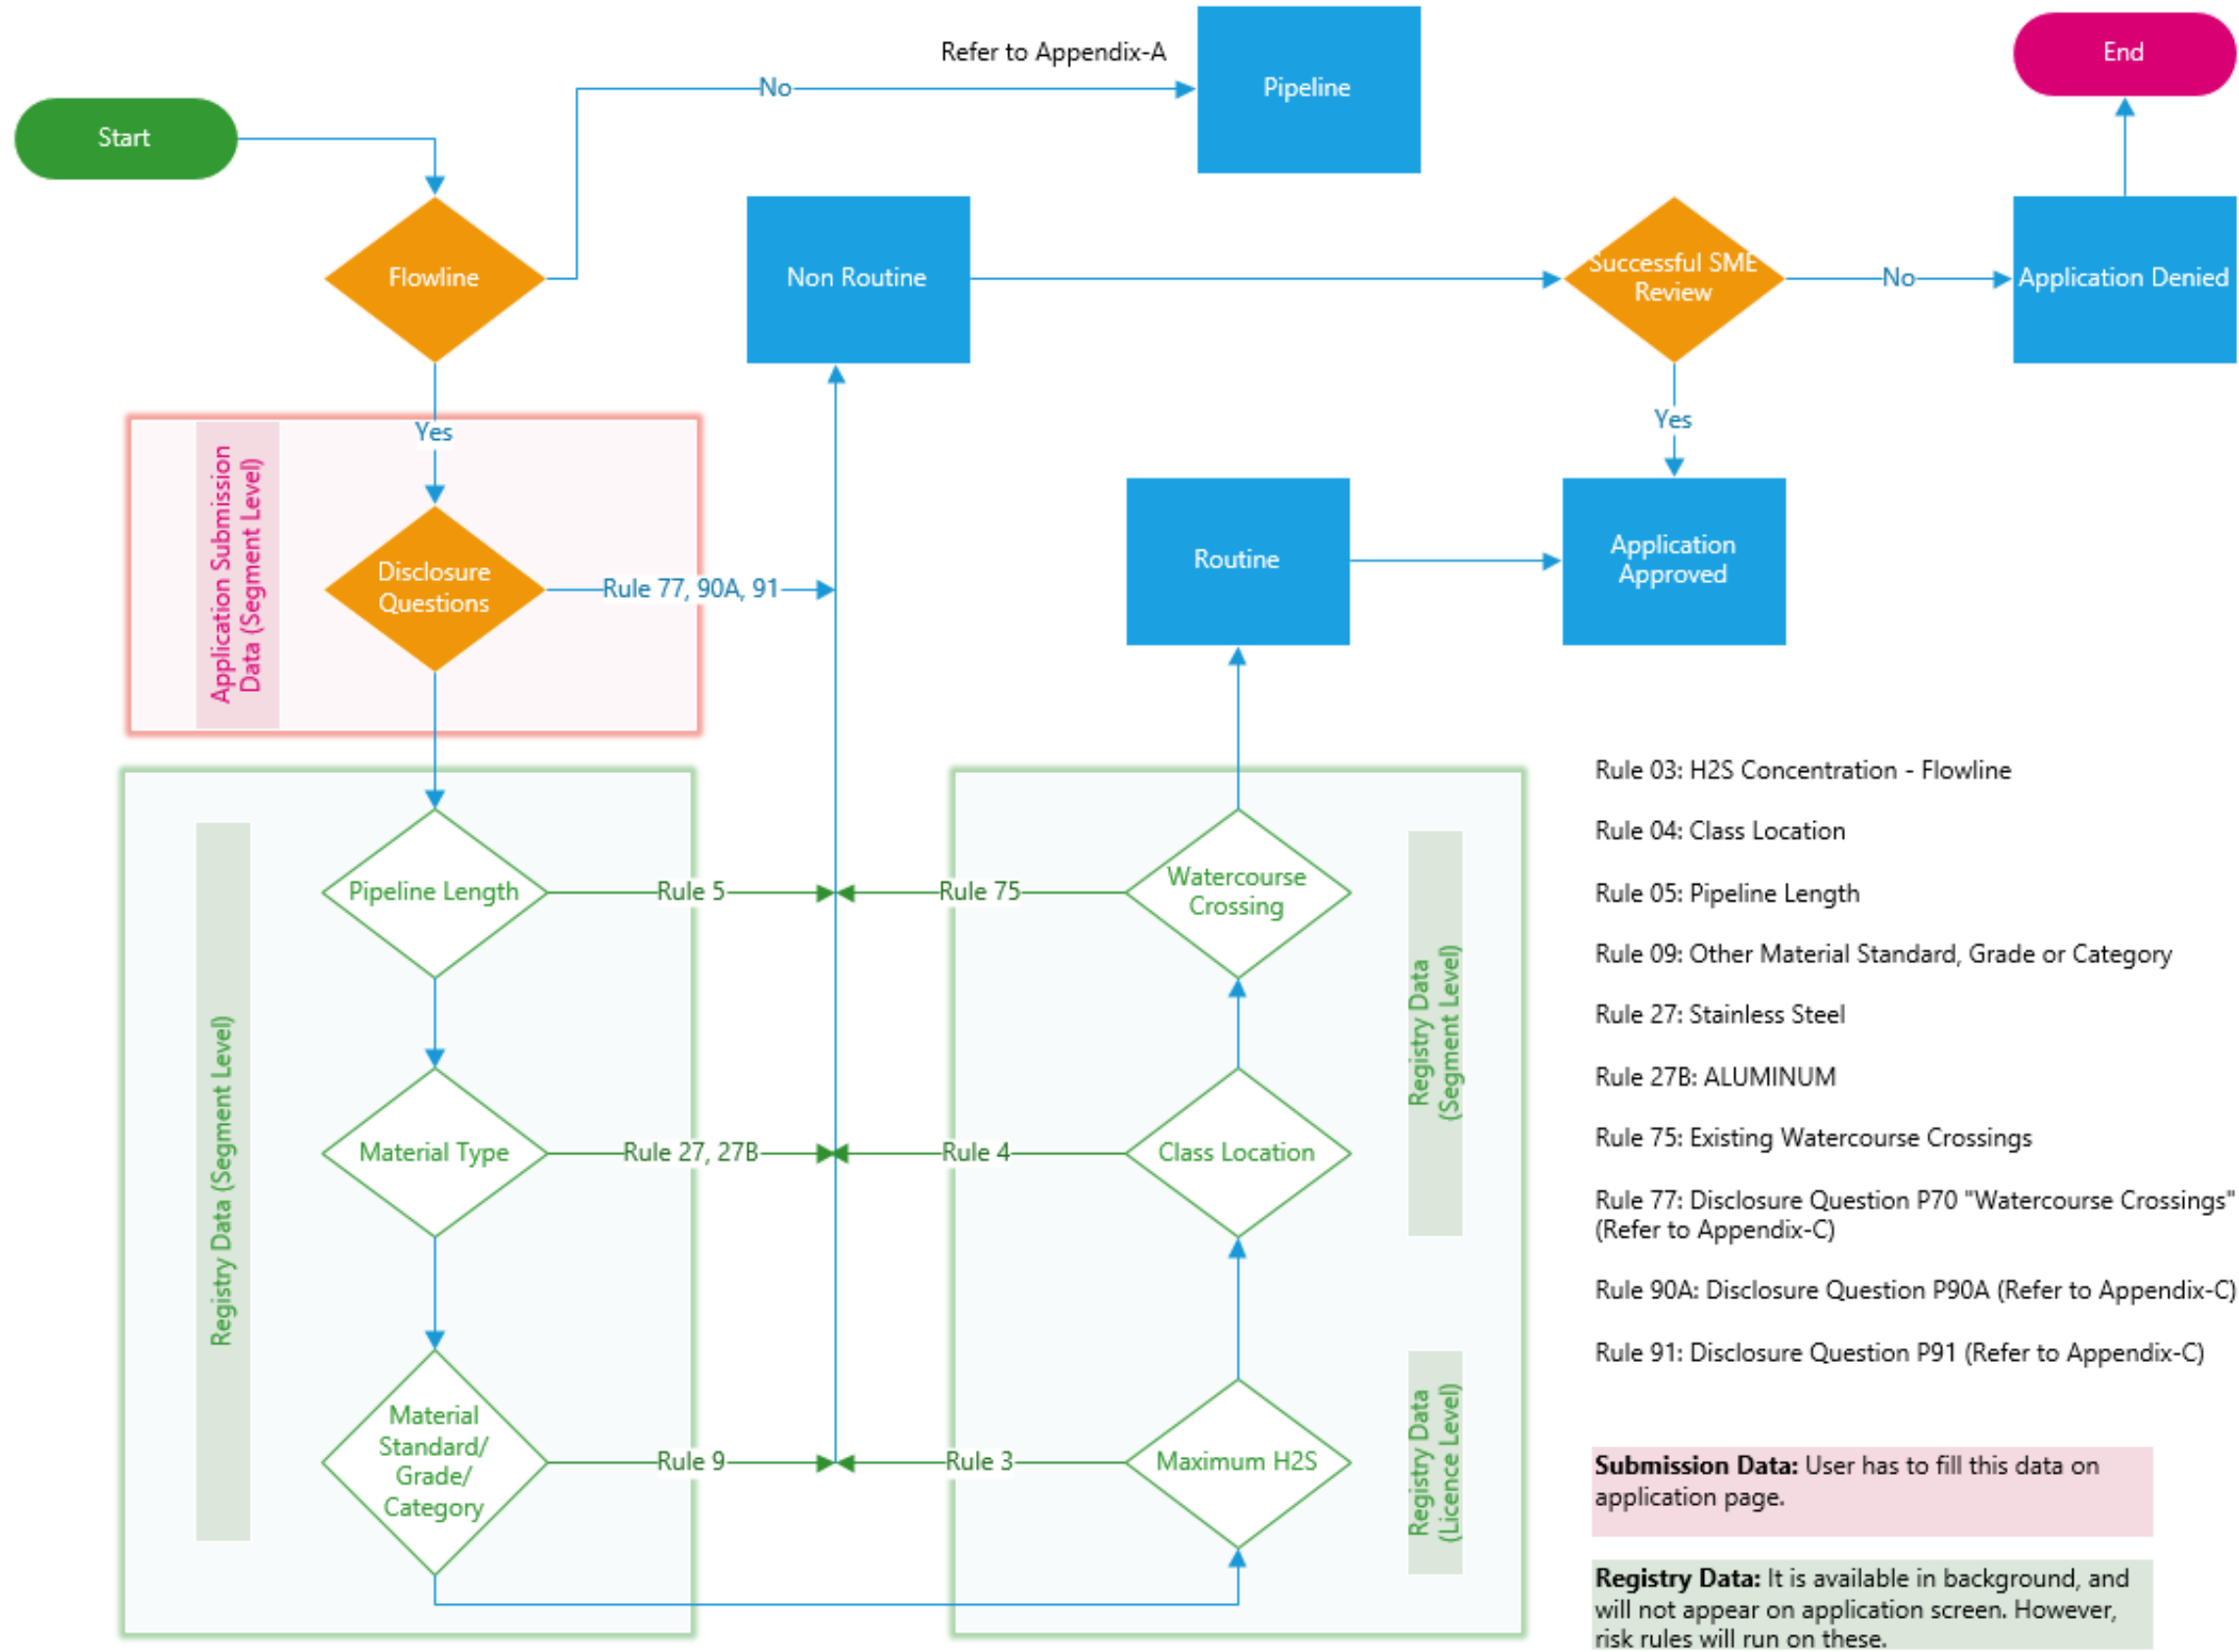 Refer to Appendix-A
Pipeline
End
No
Start
Flowline
Non Routine
Successful SME
Review
No
Application Denied
Yes
Yes
Application Submission
Data (Segment Level)
Disclosure
Questions
Rule 77, 90A, 91
Routine
Application
Approved
Registry Data (Segment Level)
Pipeline Length
Rule 5
Rule 75
Watercourse
Crossing
Registry Data
(Segment Level)
Material Type
Rule 27, 27B
Rule 4
Class Location
Material
Standard/
Grade/
Category
Rule 9
Rule 3
Maximum H2S
Registry Data
(Licence Level)
Rule 03: H2S Concentration - Flowline
Rule 04: Class Location
Rule 05: Pipeline Length
Rule 09: Other Material Standard, Grade or Category
Rule 27: Stainless Steel
Rule 27B: ALUMINUM
Rule 75: Existing Watercourse Crossings
Rule 77: Disclosure Question P70 "Watercourse Crossings"
(Refer to Appendix-C)
Rule 90A: Disclosure Question P90A (Refer to Appendix-C)
Rule 91: Disclosure Question P91 (Refer to Appendix-C)
Submission Data: User has to fill this data on
application page.
Registry Data: It is available in background, and
will not appear on application screen. However,
risk rules will run on these.